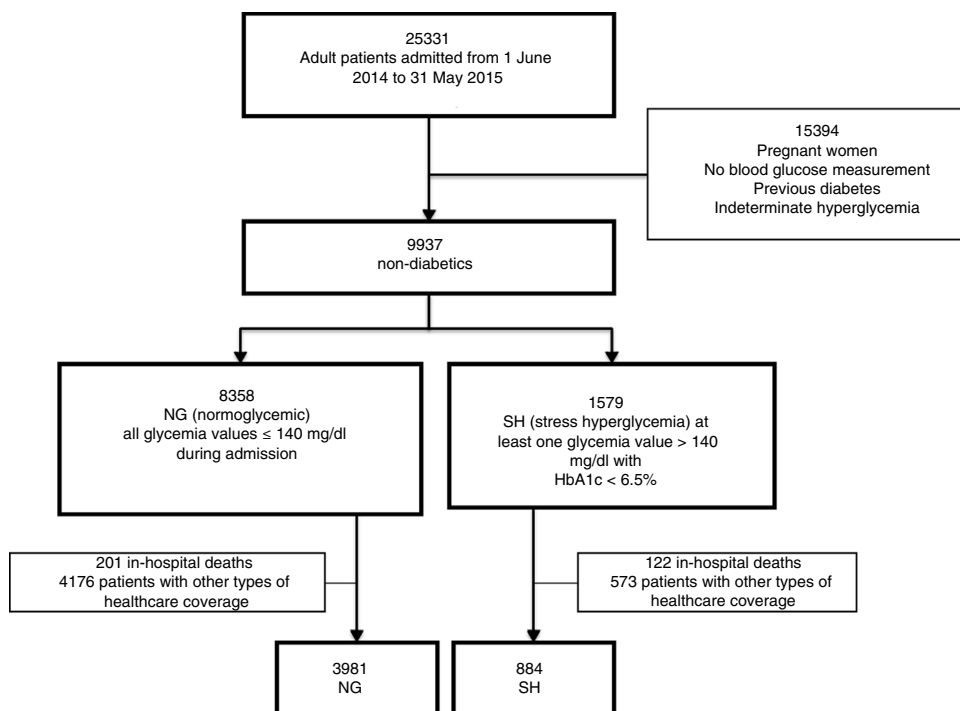 25331
Adult patients admitted from 1 June
2014 to 31 May 2015
15394
Pregnant women
No blood glucose measurement
Previous diabetes
Indeterminate hyperglycemia
9937
non-diabetics
8358
NG (normoglycemic)
all glycemia values ≤ 140 mg/dl
during admission
1579
SH (stress hyperglycemia) at
least one glycemia value > 140
mg/dl with
HbA1c < 6.5%
201 in-hospital deaths
4176 patients with other types of
healthcare coverage
122 in-hospital deaths
573 patients with other types of
healthcare coverage
3981
NG
884
SH